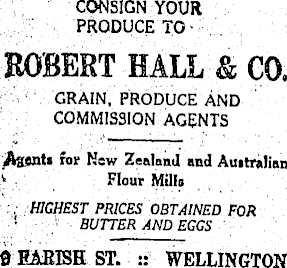 CONSIGN YOUR
PRODUCE TO
ROBERT HALL & CO.
GRAIN, PRODUCE AND
COMMISSION AGENTS
Agents for New Zealand and Australian
Flour Mills
HIGHEST PRICES OBTAINED FOR
BUTTER AND EGGS
FARISH ST. :: WELLINGTON